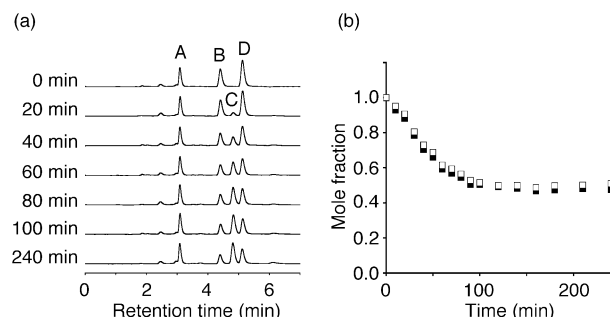 (a)
A
B
D
C
0 min
20 min
40 min
60 min
80 min
100 min
240 min
0 2 4 6
Retention time (min)
(b)
1.0
0.8
0.6
0.4
0.2
0.0
Mole fraction
0 100 200
Time (min)